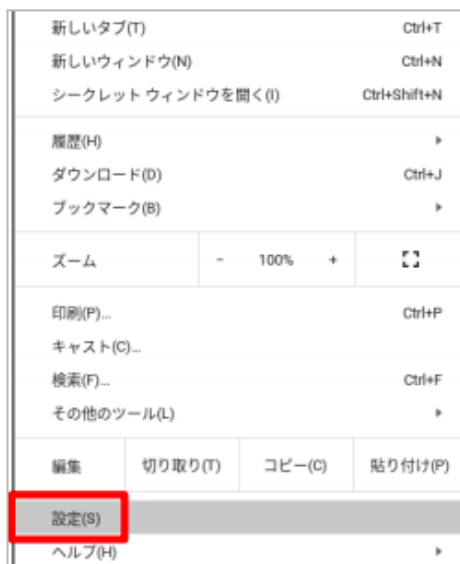 新しいタブ(T) Ctrl+T
新しいウィンドウ(N) Ctrl+N
シークレット ウィンドウを開く(I) Ctrl+Shift+N
履歴(H)
ダウンロード(D) Ctrl+J
ブックマーク(B)
ズーム - 100% +
印刷(P)... Ctrl+P
キャスト(C)...
検索(F)... Ctrl+F
その他のツール(L)
編集 切り取り(T) コピー(C) 貼り付け(P)
設定(S)
ヘルプ(H)